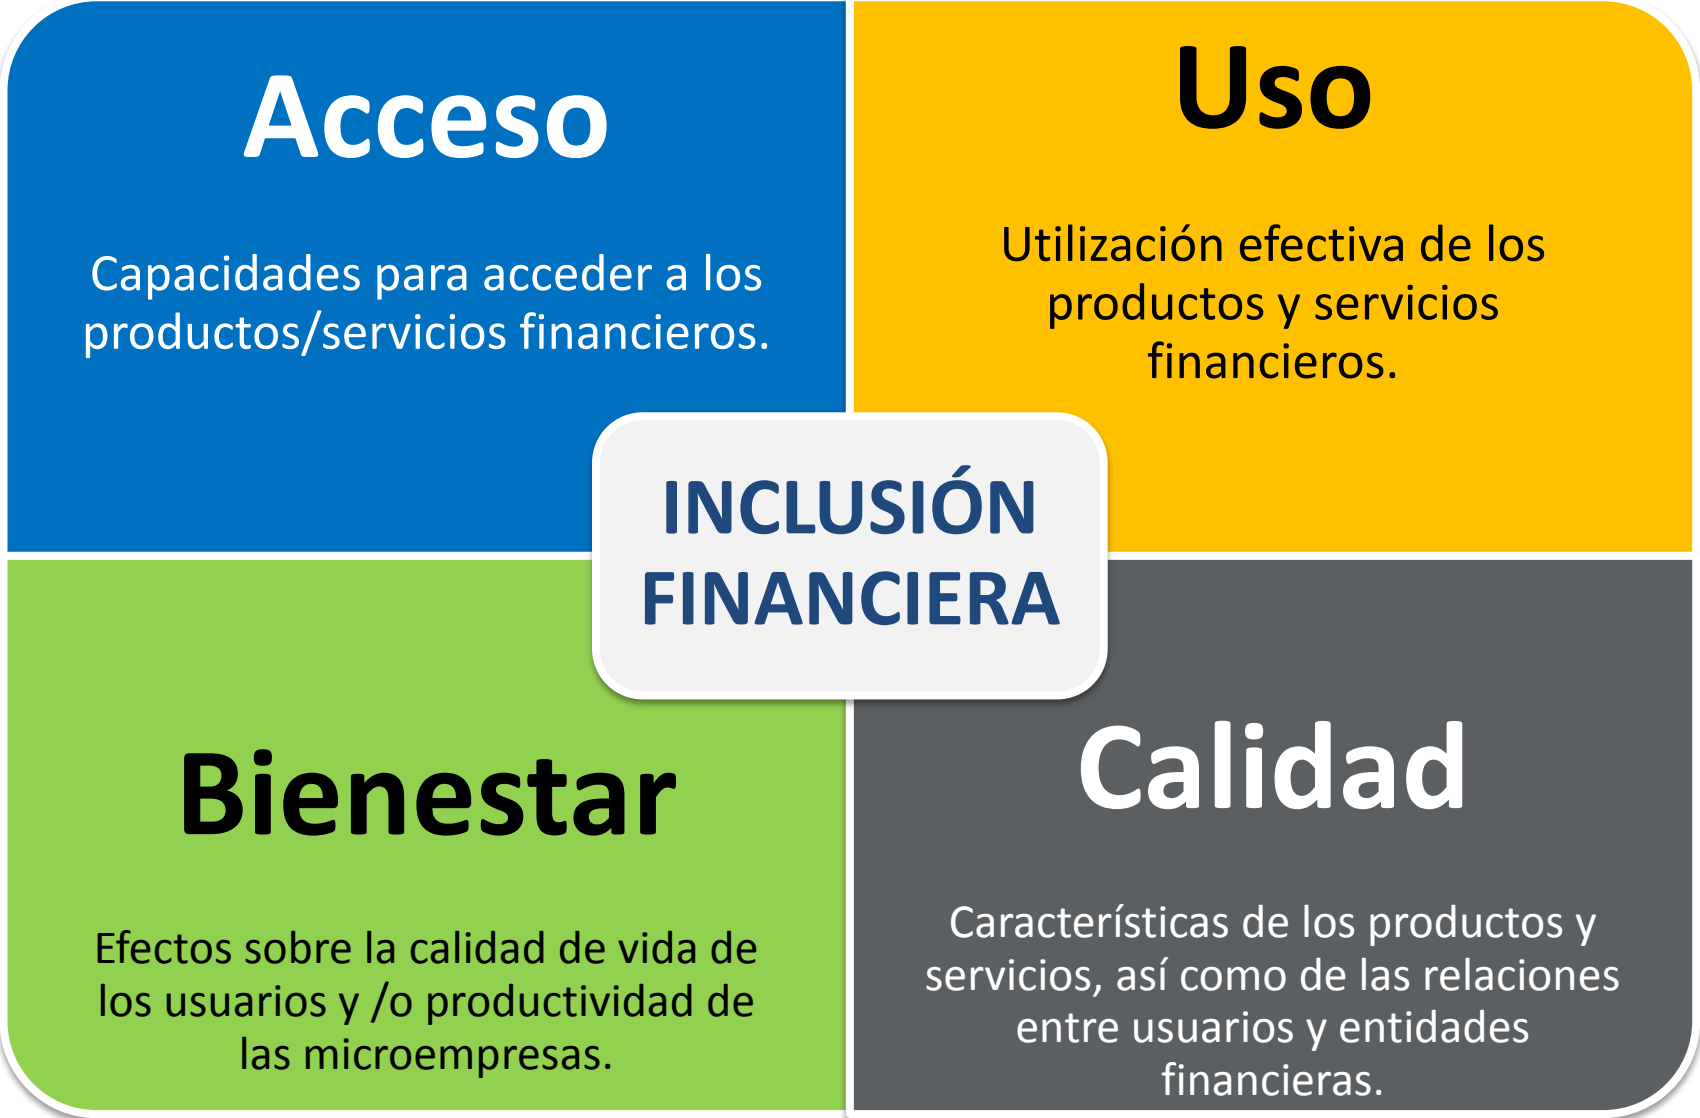 Acceso
Capacidades para acceder a los
productos/servicios financieros.
Uso
Utilización efectiva de los
productos y servicios
financieros.
INCLUSIÓN
FINANCIERA
Bienestar
Efectos sobre la calidad de vida de
los usuarios y /o productividad de
las microempresas.
Calidad
Características de los productos y
servicios, así como de las relaciones
entre usuarios y entidades
financieras.